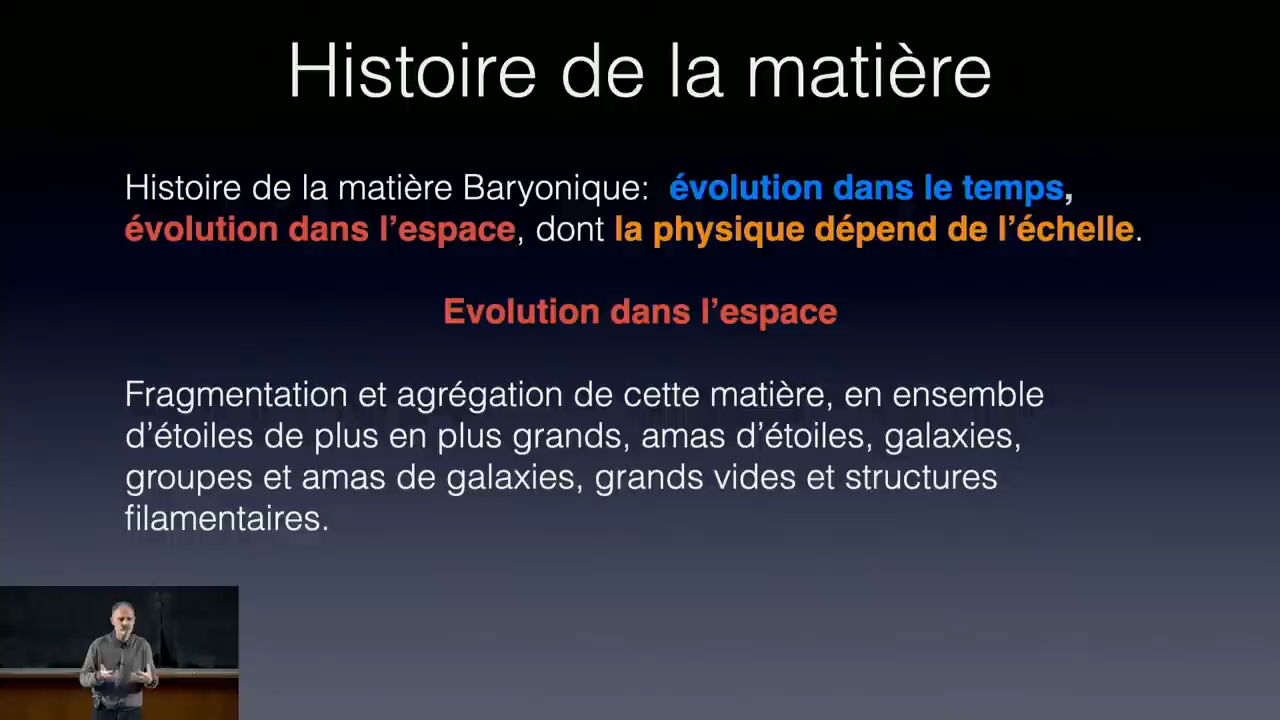 Histoire de la matière
Histoire de la matière Baryonique: évolution dans le temps,
évolution dans l’espace, dont la physique dépend de l’échelle.
Evolution dans l’espace
Fragmentation et agrégation de cette matière, en ensemble
d’étoiles de plus en plus grands, amas d’étoiles, galaxies,
groupes et amas de galaxies, grands vides et structures
filamentaires.